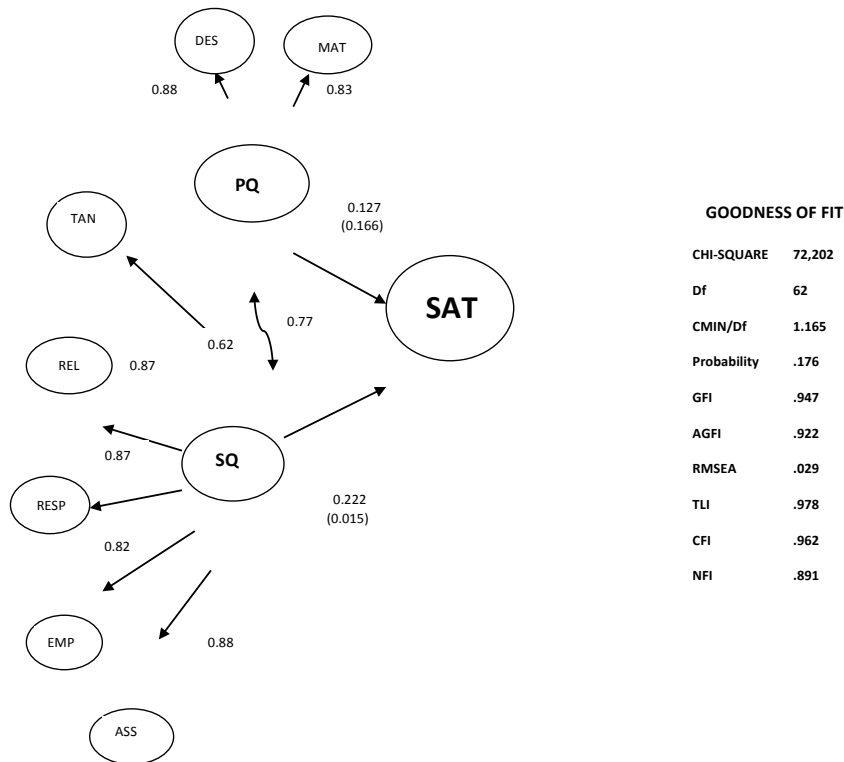 DES
MAT
0.88
0.83
PQ
TAN
0.127
(0.166)
SAT
0.77
0.62
REL
0.87
0.87
SQ
RESP
0.222
(0.015)
0.82
EMP
0.88
ASS
GOODNESS OF FIT
CHI-SQUARE 72,202
Df 62
CMIN/Df 1.165
Probability .176
GFI .947
AGFI .922
RMSEA .029
TLI .978
CFI .962
NFI .891